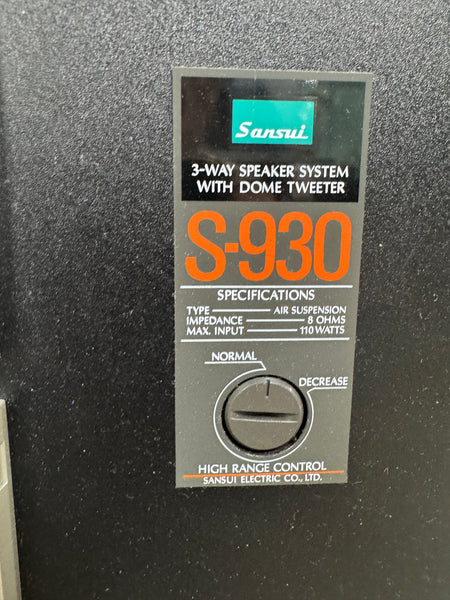 Sansui
3-WAY SPEAKER SYSTEM
WITH DOME TWEETER
S-930
SPECIFICATIONS
TYPE AIR SUSPENSION
IMPEDANCE 8 OHMS
MAX. INPUT 110 WATTS
NORMAL
DECREASE
HIGH RANGE CONTROL
SANSUI ELECTRIC CO., LTD.